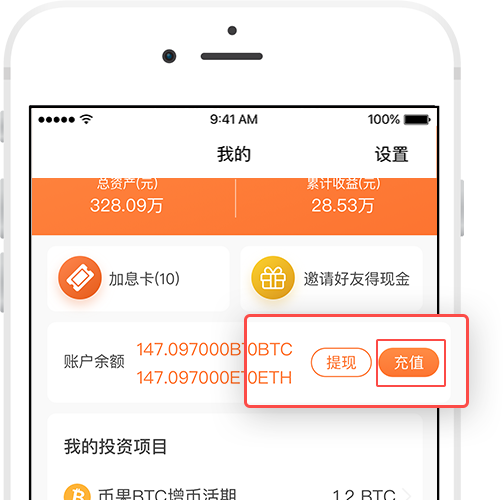 9:41 AM 100%
我的 设置
总资产(元) 累计收益(元)
328.09万 28.53万
加息卡(10) 邀请好友得现金
账户余额 147.097000B70BTC 提现 充值
147.097000E70ETH
我的投资项目
币果BTC增币活期 1.2 BTC